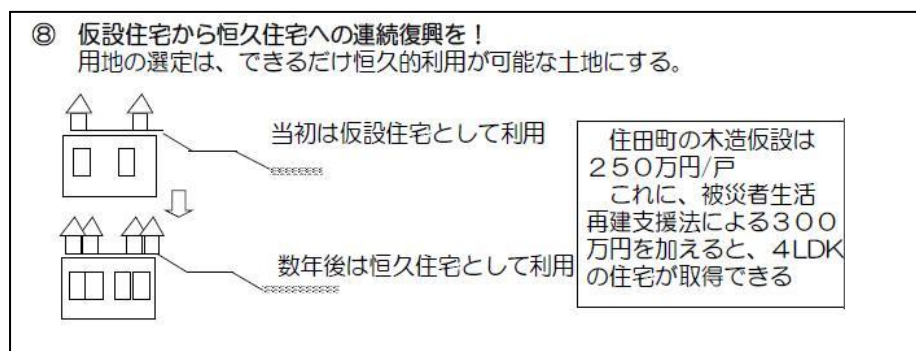 ⑧ 仮設住宅から恒久住宅への連続復興を！
用地の選定は、できるだけ恒久的利用が可能な土地にする。
当初は仮設住宅として利用
数年後は恒久住宅として利用
住田町の木造仮設は
２５０万円/戸
これに、被災者生活
再建支援法による３００
万円を加えると、４LDK
の住宅が取得できる